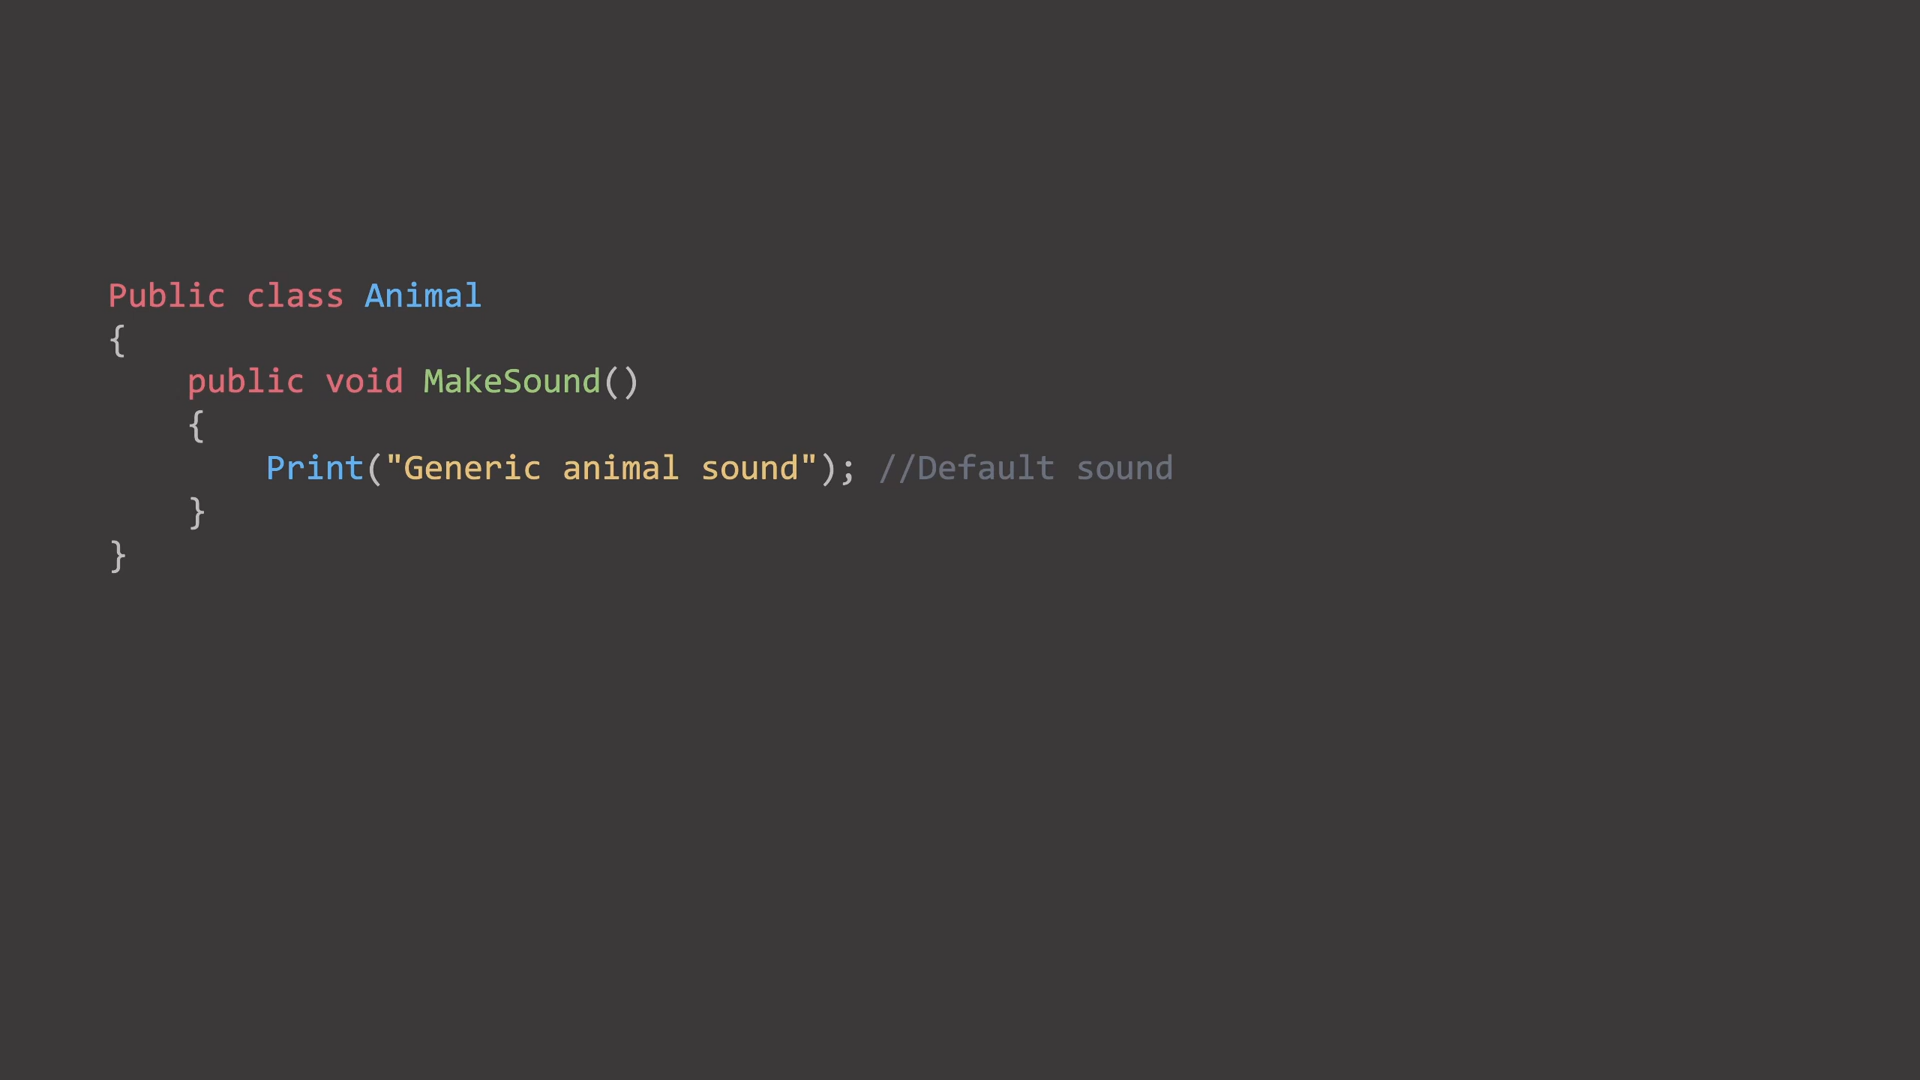 Public class Animal
{
    public void MakeSound()
    {
        Print("Generic animal sound"); //Default sound
    }
}